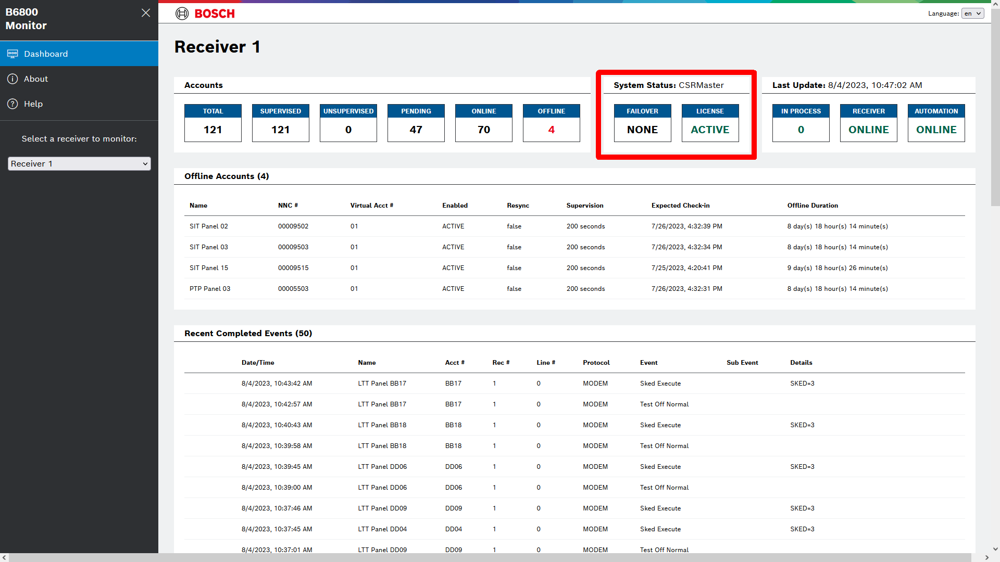 B6800
Monitor
Dashboard
About
Help
Select a receiver to monitor:
Receiver 1
BOSCH
Language: en
Receiver 1
Accounts
TOTAL SUPERVISED UNSUPERVISED PENDING ONLINE OFFLINE
121 121 0 47 70 4
System Status: CSRMaster
FAILOVER LICENSE
NONE ACTIVE
Last Update: 8/4/2023, 10:47:02 AM
IN PROCESS RECEIVER AUTOMATION
0 ONLINE ONLINE
Offline Accounts (4)
Name NNC # Virtual Acct # Enabled Resync Supervision Expected Check-in Offline Duration
SIT Panel 02 00009502 01 ACTIVE false 200 seconds 7/26/2023, 4:32:39 PM 8 day(s) 18 hour(s) 14 minute(s)
SIT Panel 03 00009503 01 ACTIVE false 200 seconds 7/26/2023, 4:32:34 PM 8 day(s) 18 hour(s) 14 minute(s)
SIT Panel 15 00009515 01 ACTIVE false 200 seconds 7/25/2023, 4:20:41 PM 9 day(s) 18 hour(s) 26 minute(s)
PTP Panel 03 00005503 01 ACTIVE false 200 seconds 7/26/2023, 4:32:31 PM 8 day(s) 18 hour(s) 14 minute(s)
Recent Completed Events (50)
Date/Time Name Acct # Rec # Line # Protocol Event Sub Event Details
8/4/2023, 10:43:42 AM LTT Panel BB17 BB17 1 0 MODEM Sked Execute SKED=3
8/4/2023, 10:42:57 AM LTT Panel BB17 BB17 1 0 MODEM Test Off Normal
8/4/2023, 10:40:43 AM LTT Panel BB18 BB18 1 0 MODEM Sked Execute SKED=3
8/4/2023, 10:39:58 AM LTT Panel BB18 BB18 1 0 MODEM Test Off Normal
8/4/2023, 10:39:45 AM LTT Panel DD06 DD06 1 0 MODEM Sked Execute SKED=3
8/4/2023, 10:39:00 AM LTT Panel DD06 DD06 1 0 MODEM Test Off Normal
8/4/2023, 10:37:46 AM LTT Panel DD09 DD09 1 0 MODEM Sked Execute SKED=3
8/4/2023, 10:37:45 AM LTT Panel DD04 DD04 1 0 MODEM Sked Execute SKED=3
8/4/2023, 10:37:01 AM LTT Panel DD09 DD09 1 0 MODEM Test Off Normal